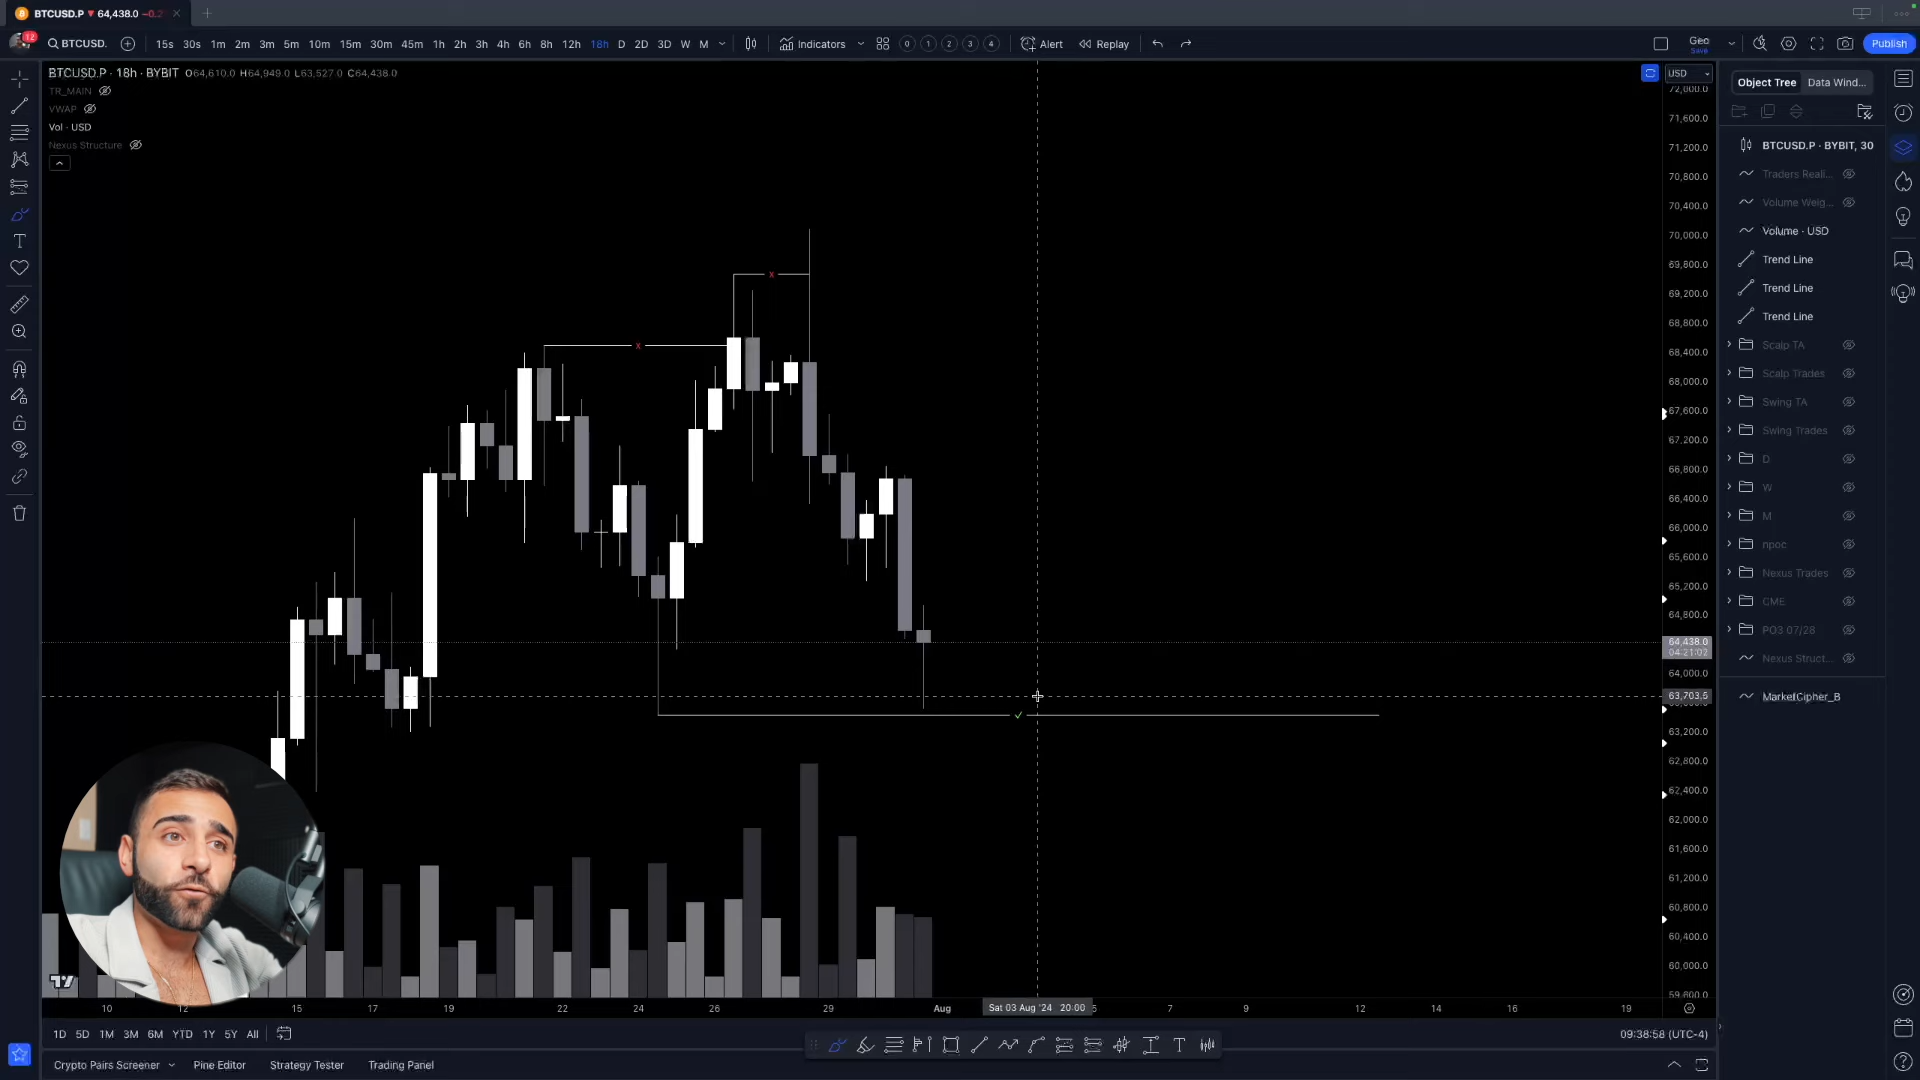 BTCUSD.P 64,438.0 −0.2
12
BTCUSD. 15s 30s 1m 2m 3m 5m 10m 15m 30m 45m 1h 2h 3h 4h 6h 8h 12h 18h D 2D 3D W M Indicators 0 1 2 3 4 Alert Replay Geo Save Publish
BTCUSD.P · 18h · BYBIT O64,610.0 H64,949.0 L63,527.0 C64,438.0
TR_MAIN
VWAP
Vol · USD
Nexus Structure
USD
72,000.0
71,600.0
71,200.0
70,800.0
70,400.0
70,000.0
69,600.0
69,200.0
68,800.0
68,400.0
68,000.0
67,600.0
67,200.0
66,800.0
66,400.0
66,000.0
65,600.0
65,200.0
64,800.0
64,438.0
04:21:02
64,000.0
63,703.5
63,200.0
62,800.0
62,400.0
62,000.0
61,600.0
61,200.0
60,800.0
60,400.0
60,000.0
59,600.0
x
x
Object Tree Data Wind...
BTCUSD.P · BYBIT, 30
Traders Reali...
Volume Weig...
Volume · USD
Trend Line
Trend Line
Trend Line
Scalp TA
Scalp Trades
Swing TA
Swing Trades
D
W
M
npoc
Nexus Trades
CME
PO3 07/28
Nexus Struct...
MarketCipher_B
10 12 15 17 19 22 24 26 29 Aug Sat 03 Aug '24 20:00 5 7 9 12 14 16 19
1D 5D 1M 3M 6M YTD 1Y 5Y All 09:38:58 (UTC-4)
Crypto Pairs Screener Pine Editor Strategy Tester Trading Panel